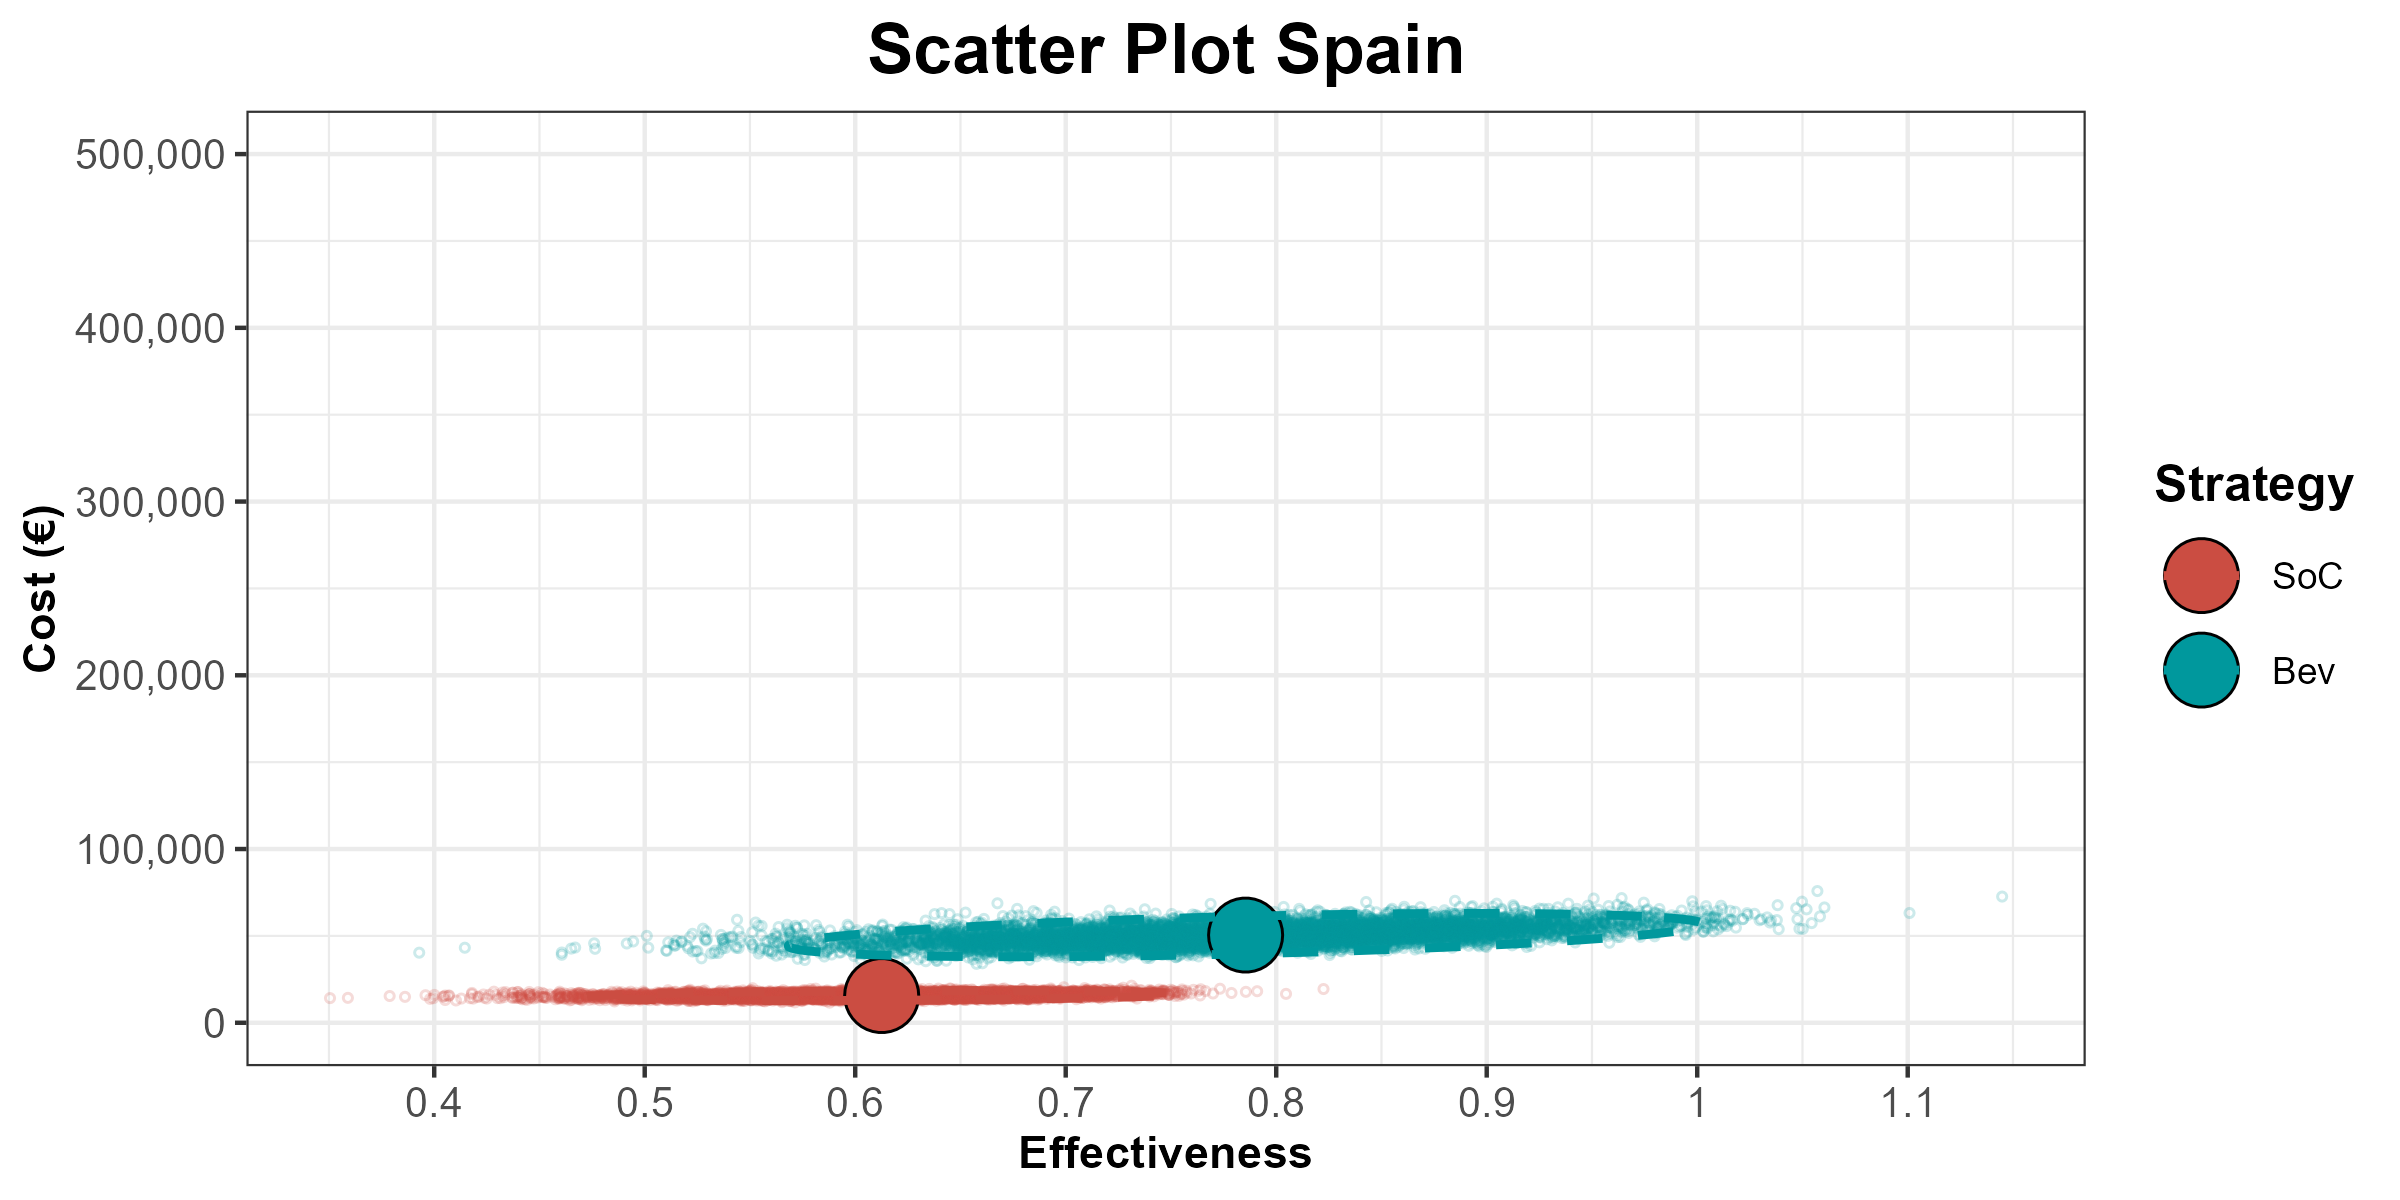 Scatter Plot Spain
500,000
400,000
300,000
200,000
100,000
0
Cost (€)
0.4 0.5 0.6 0.7 0.8 0.9 1 1.1
Effectiveness
Strategy
SoC
Bev